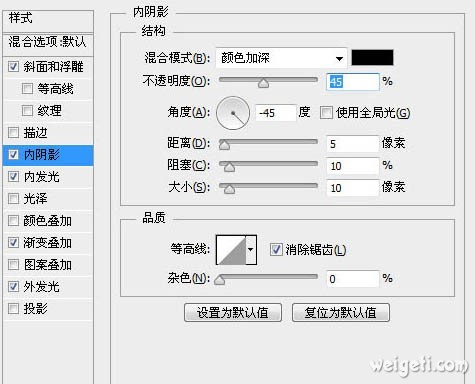 样式
混合选项:默认
斜面和浮雕
等高线
纹理
描边
内阴影
内发光
光泽
颜色叠加
渐变叠加
图案叠加
外发光
投影
内阴影
结构
混合模式(B): 颜色加深
不透明度(O): 45 %
角度(A): -45 度 使用全局光(G)
距离(D): 5 像素
阻塞(C): 10 %
大小(S): 10 像素
品质
等高线: 消除锯齿(L)
杂色(N): 0 %
设置为默认值 复位为默认值
weigeti.com